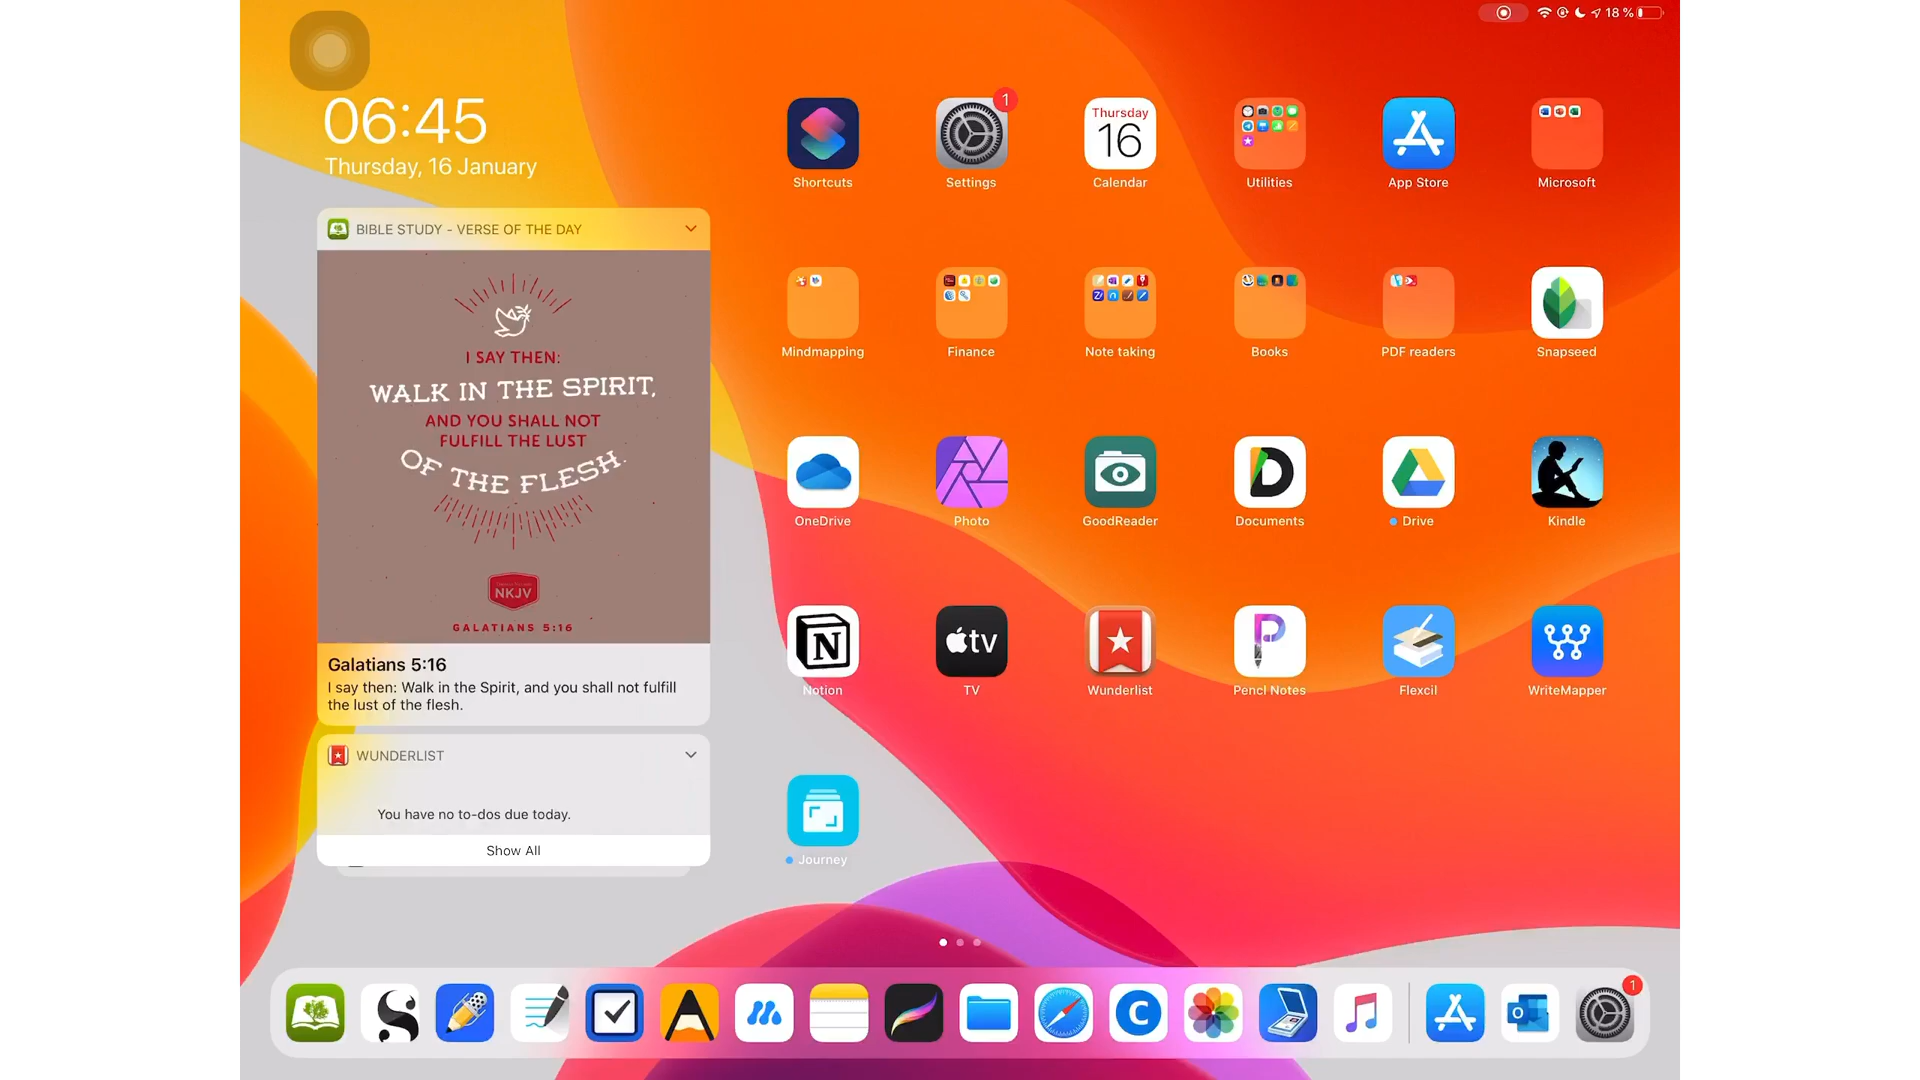 18 %
06:45
Thursday, 16 January
BIBLE STUDY - VERSE OF THE DAY
I SAY THEN:
WALK IN THE SPIRIT,
AND YOU SHALL NOT
FULFILL THE LUST
OF THE FLESH.
NKJV
GALATIANS 5:16
Galatians 5:16
I say then: Walk in the Spirit, and you shall not fulfill
the lust of the flesh.
WUNDERLIST
You have no to-dos due today.
Show All
1
Thursday
16
Shortcuts
Settings
Calendar
Utilities
App Store
Microsoft
Mindmapping
Finance
Note taking
Books
PDF readers
Snapseed
OneDrive
Photo
GoodReader
Documents
Drive
Kindle
tv
Notion
TV
Wunderlist
Pencl Notes
Flexcil
WriteMapper
Journey
1